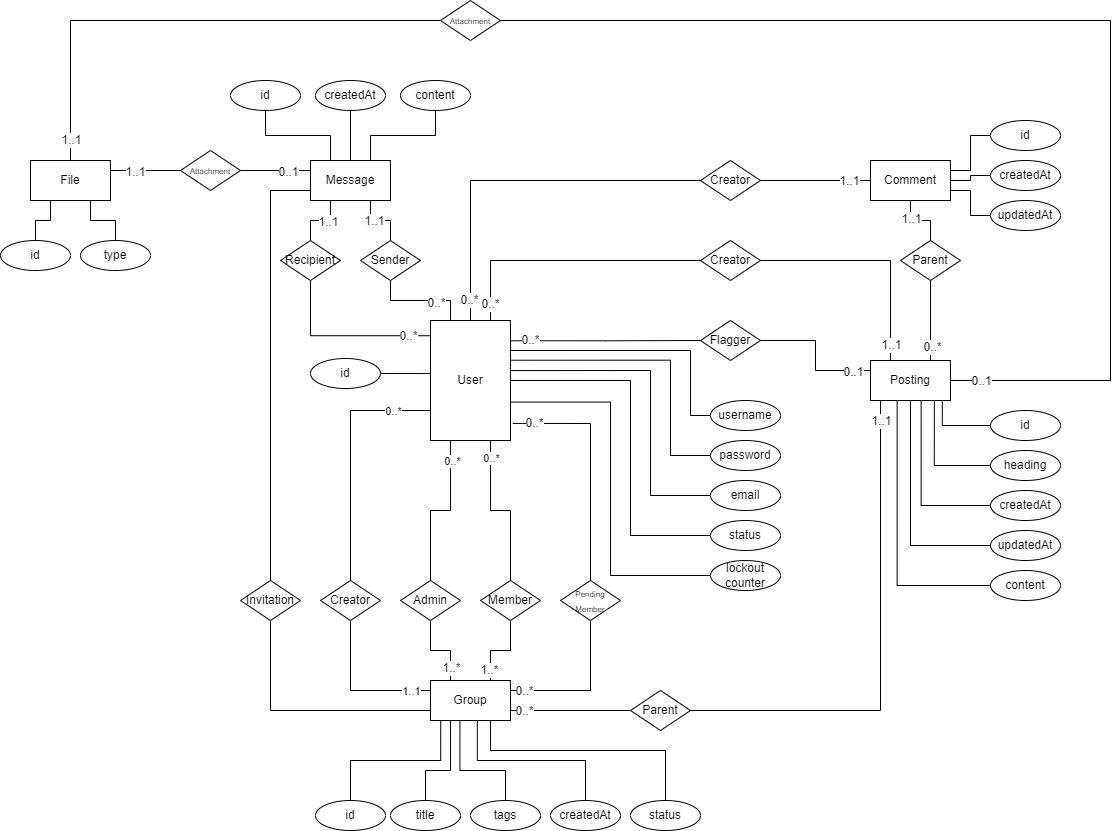 Attachment
id
createdAt
content
1..1
id
File
1..1
Attachment
0..1
Message
Creator
1..1
Comment
createdAt
updatedAt
1..1
1..1
1..1
id
type
Recipient
Sender
Creator
Parent
0..*
0..*
0..*
0..*
0..*
Flagger
1..1
0..*
id
User
0..1
Posting
0..1
0..*
username
1..1
id
0..*
password
heading
0..*
0..*
email
createdAt
status
updatedAt
lockout
counter
content
Invitation
Creator
Admin
Member
Pending
Member
1..*
1..*
1..1
Group
0..*
0..*
Parent
id
title
tags
createdAt
status